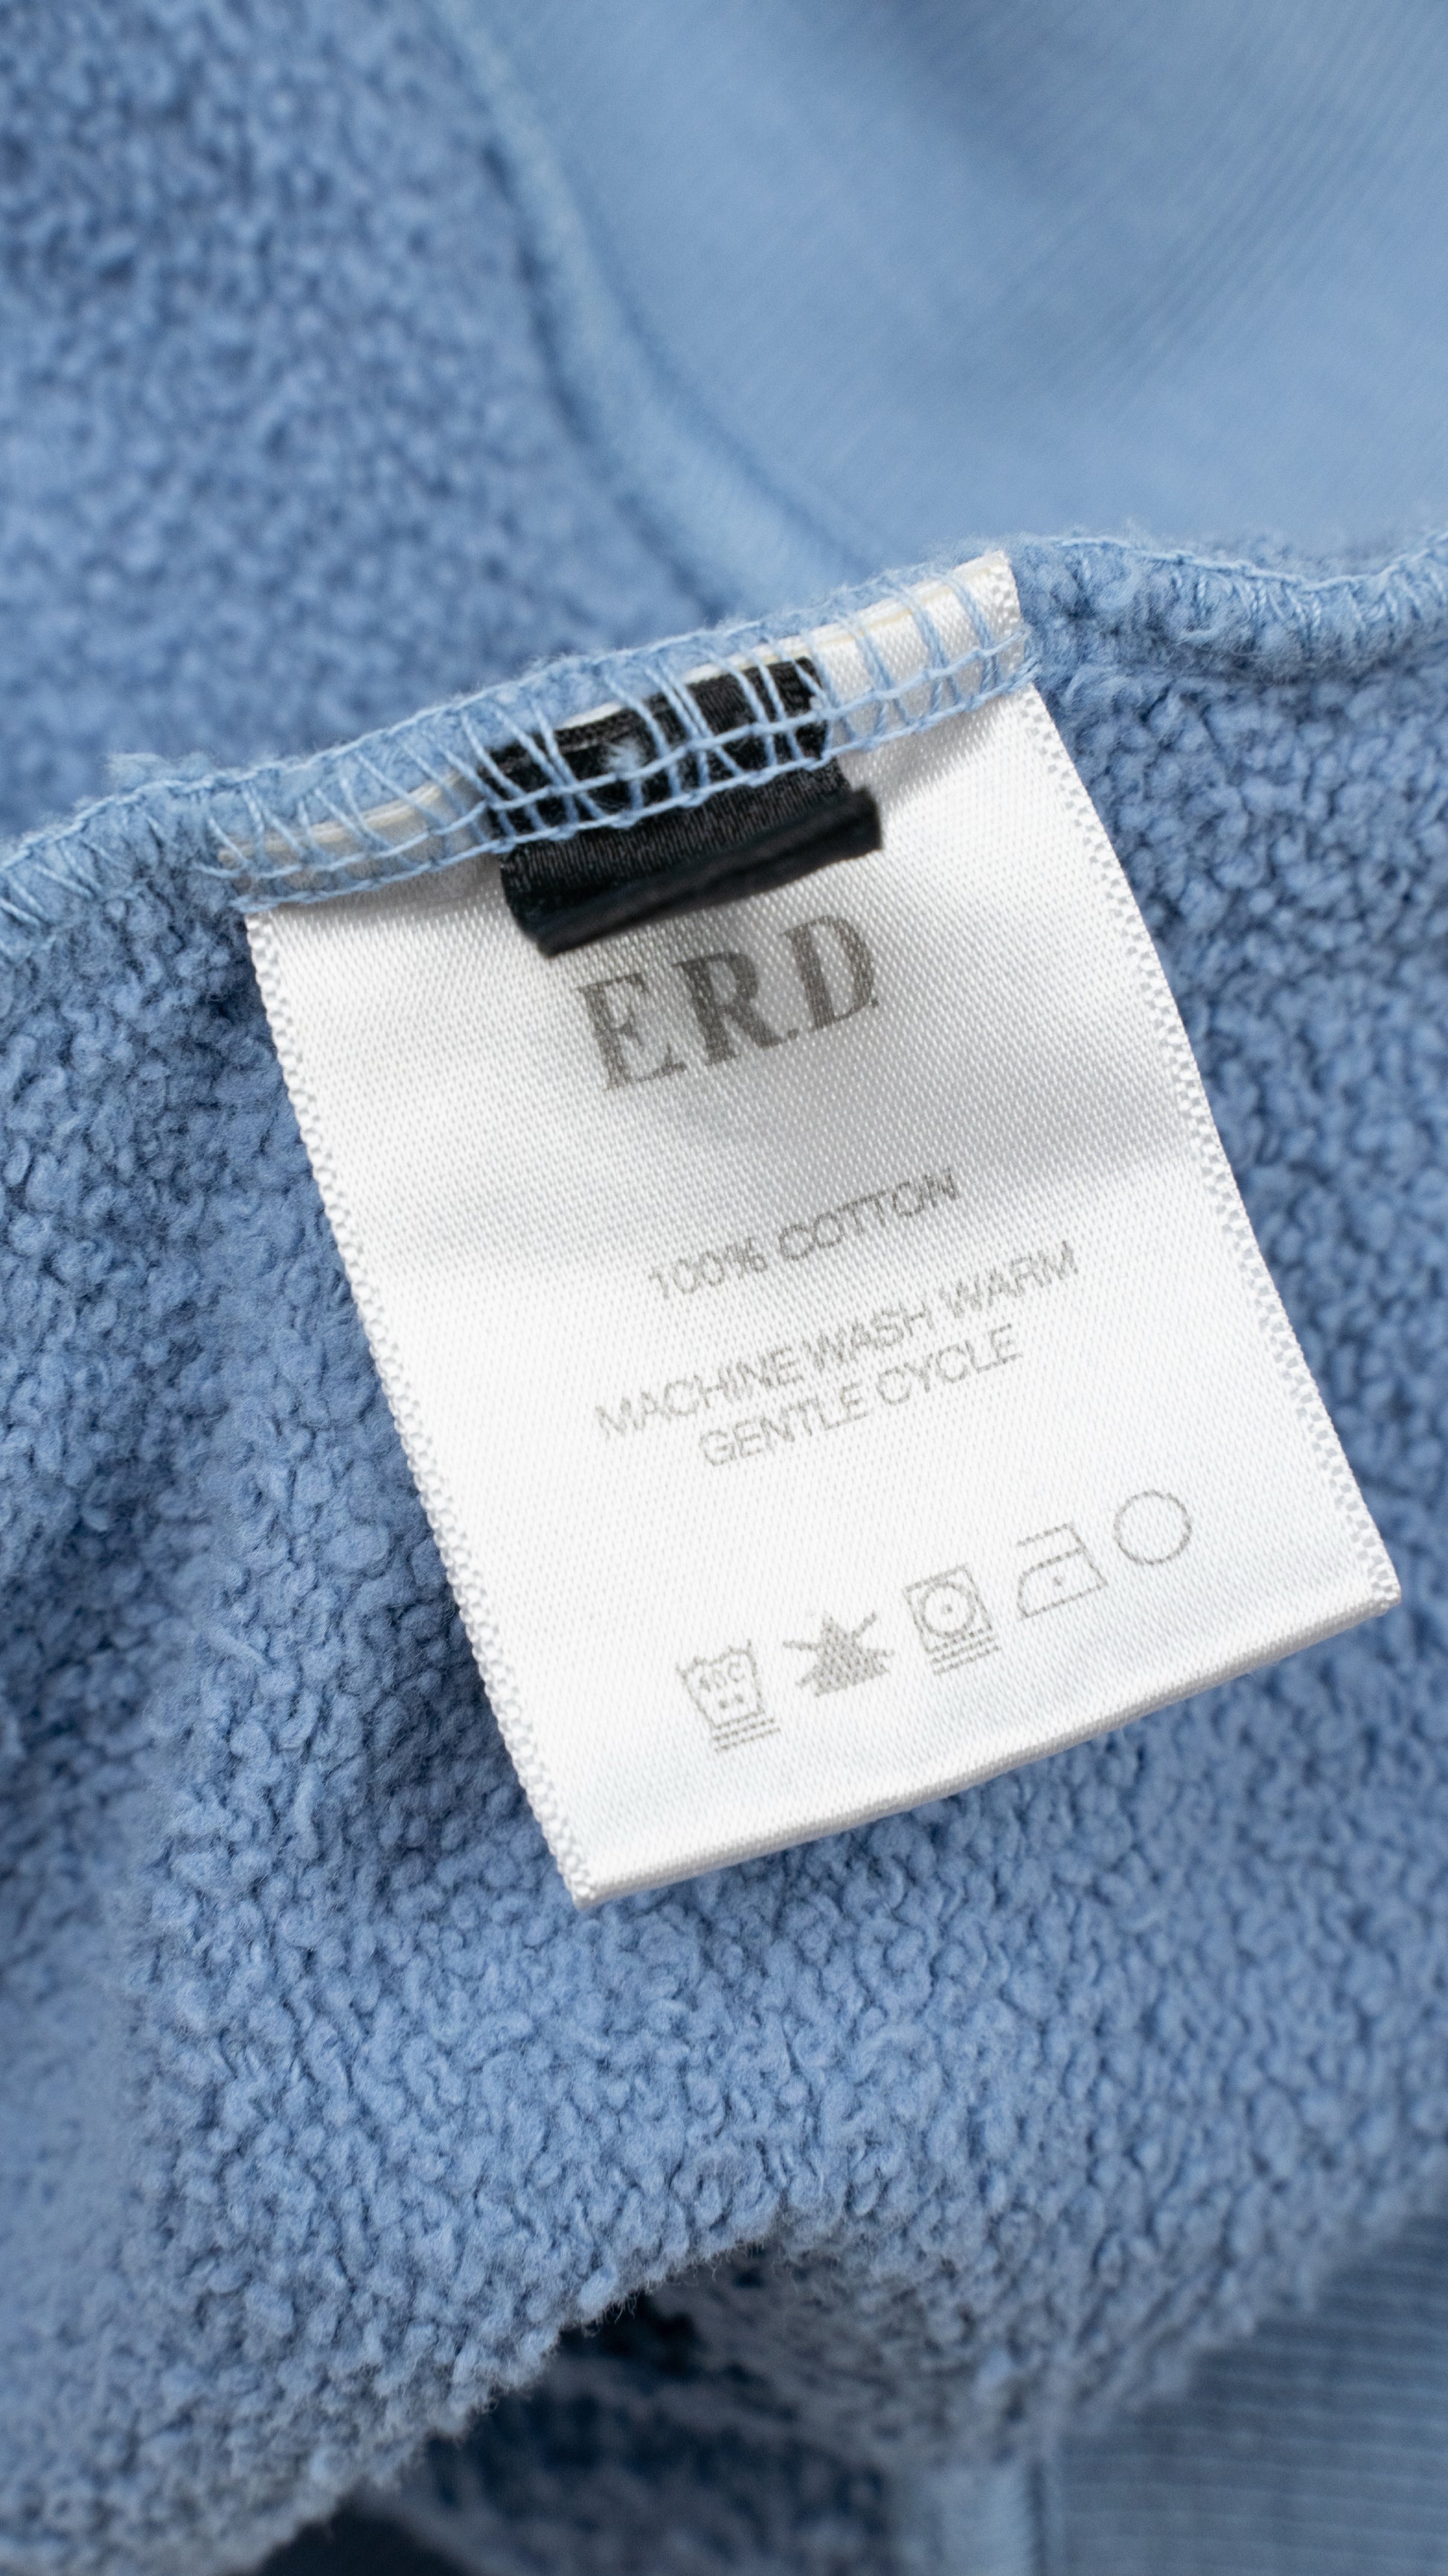 ERD
100% COTTON
MACHINE WASH WARM
GENTLE CYCLE